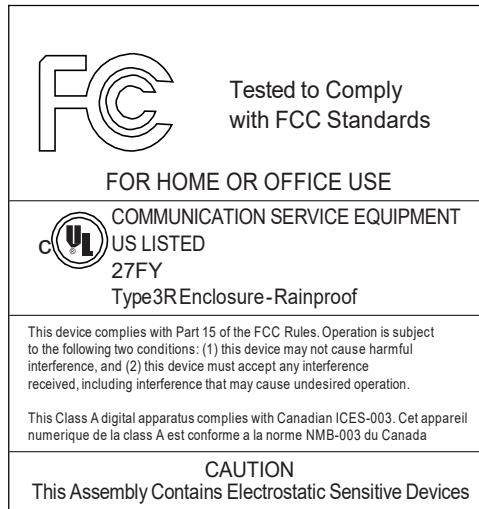 FCC
Tested to Comply
with FCC Standards
FOR HOME OR OFFICE USE
COMMUNICATION SERVICE EQUIPMENT
C UL ® US LISTED
27FY
Type 3R Enclosure - Rainproof
This device complies with Part 15 of the FCC Rules. Operation is subject
to the following two conditions: (1) this device may not cause harmful
interference, and (2) this device must accept any interference
received, including interference that may cause undesired operation.
This Class A digital apparatus complies with Canadian ICES-003. Cet appareil
numerique de la class A est conforme a la norme NMB-003 du Canada
CAUTION
This Assembly Contains Electrostatic Sensitive Devices